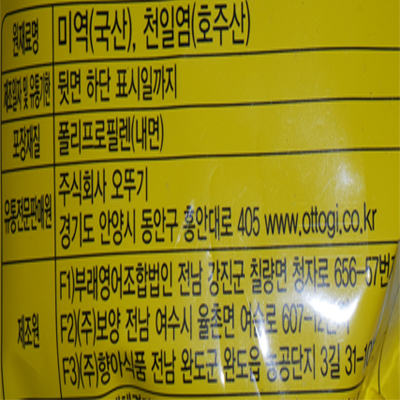 원재료명 미역(국산), 천일염(호주산)
제조일자 및 유통기한 뒷면 하단 표시일까지
포장재질 폴리프로필렌(내면)
유통전문판매원 주식회사 오뚜기
경기도 안양시 동안구 흥안대로 405 www.ottogi.co.kr
제조원 F1)부래영어조합법인 전남 강진군 칠량면 청자로 656-57번지
F2)(주)보양 전남 여수시 율촌면 여순로
F3)(주)향아식품 전남 완도군 완도읍 농공단지 3길